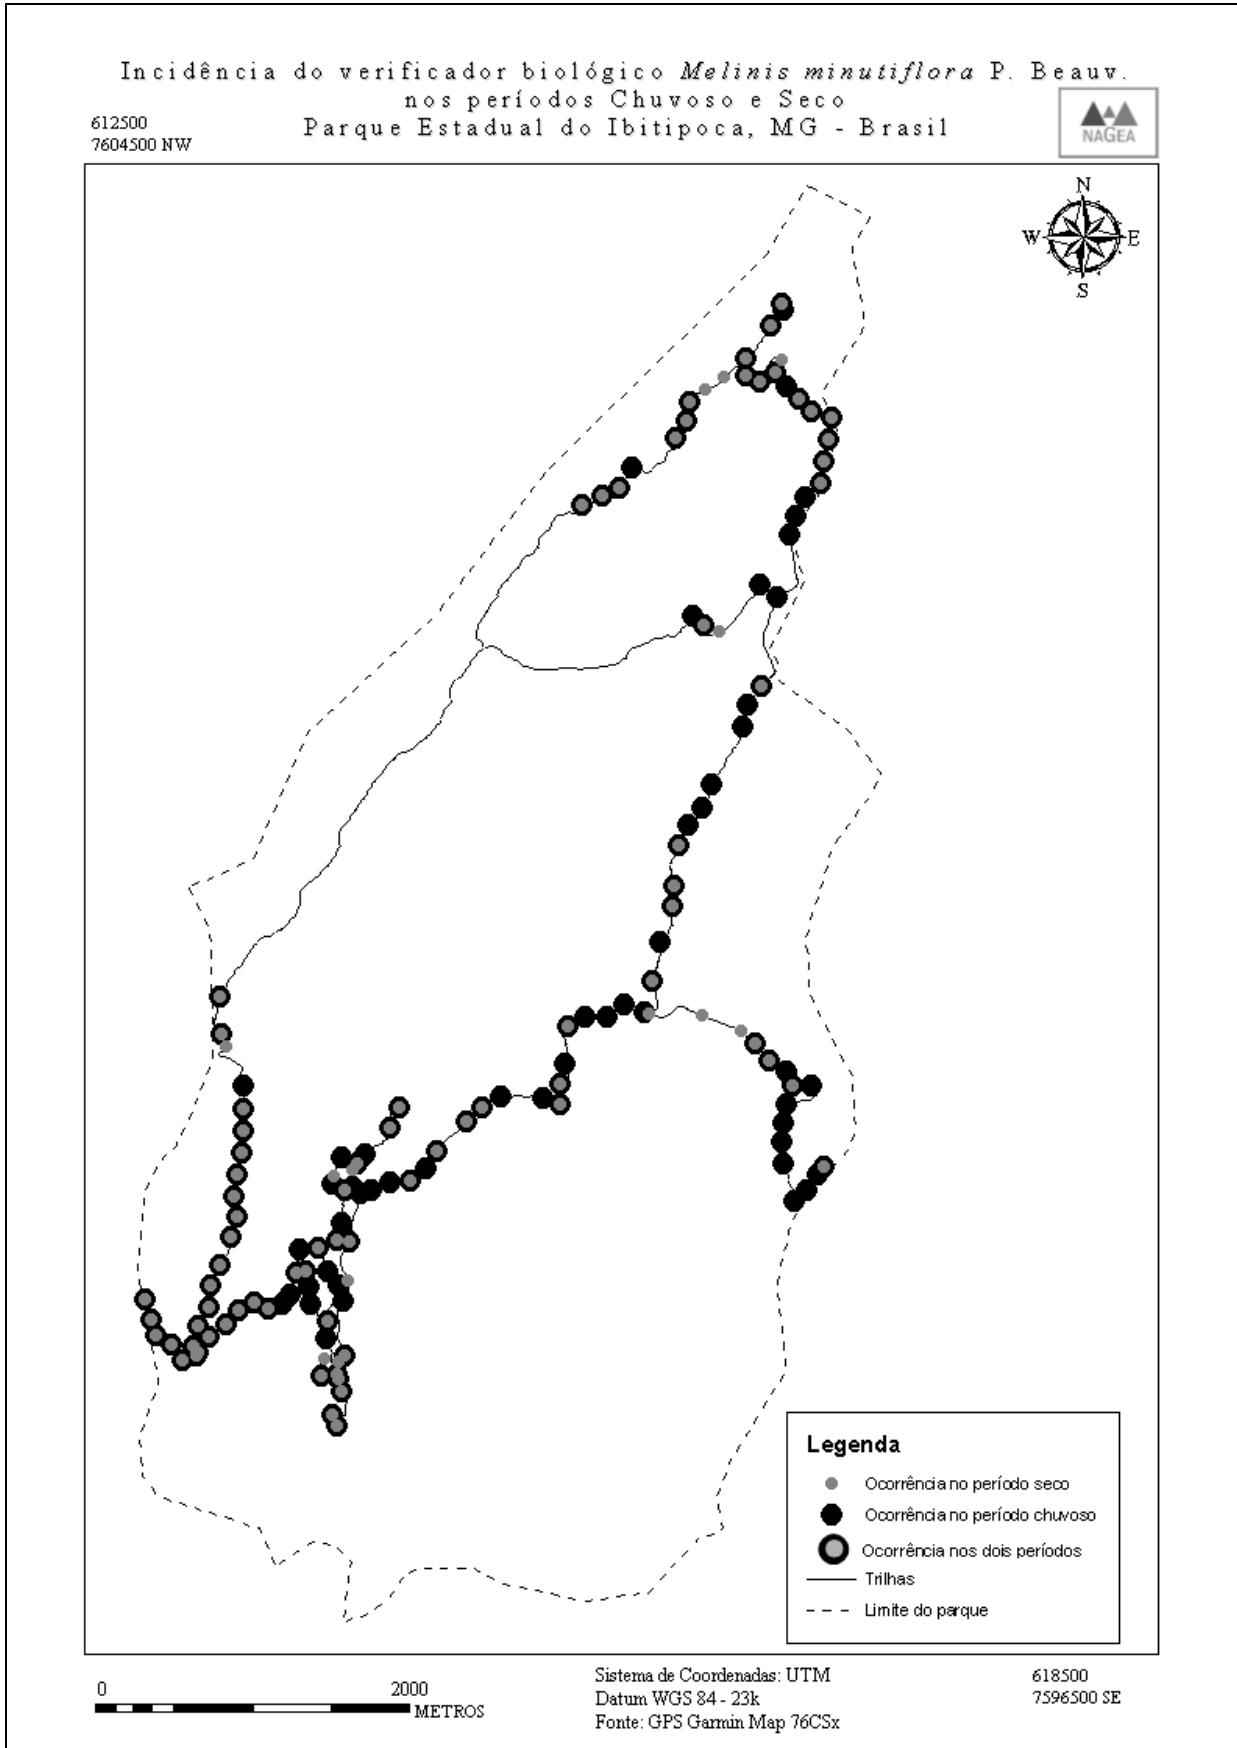 Incidência do verificador biológico Melinis minutiflora P. Beauv.
nos períodos Chuvoso e Seco
Parque Estadual do Ibitipoca, MG - Brasil
612500
7604500 NW
NAGEA
N
W
E
S
Legenda
Ocorrência no período seco
Ocorrência no período chuvoso
Ocorrência nos dois períodos
Trilhas
Limite do parque
0
2000
METROS
Sistema de Coordenadas: UTM
Datum WGS 84 - 23k
Fonte: GPS Garmin Map 76CSx
618500
7596500 SE